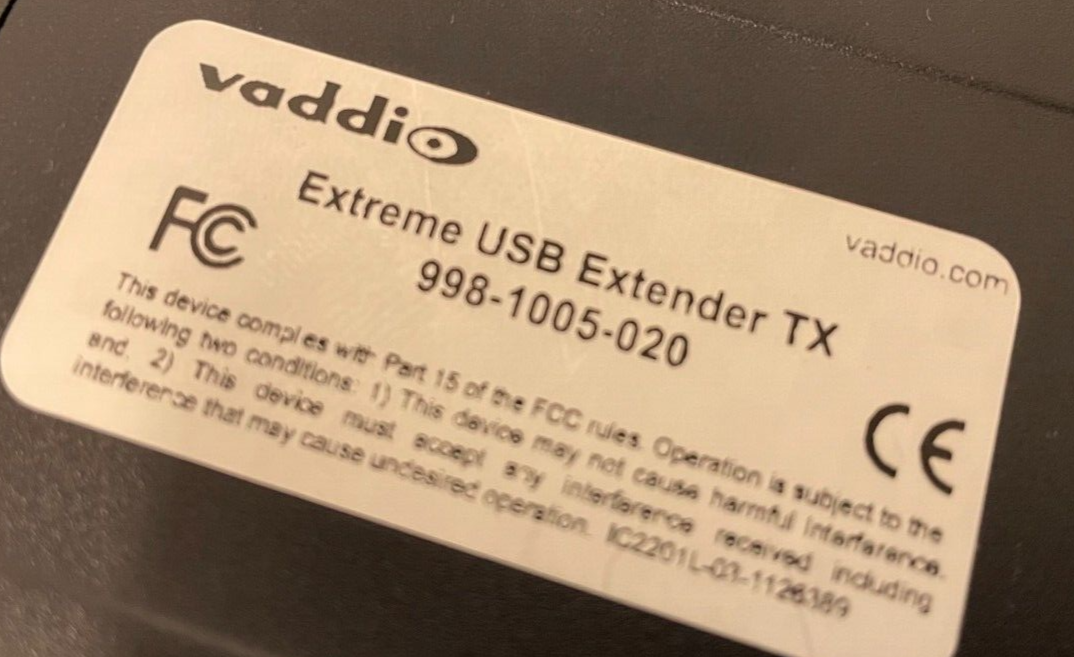 vaddio
vaddio.com
FC
Extreme USB Extender TX
998-1005-020
This device complies with Part 15 of the FCC rules. Operation is subject to the
following two conditions: 1) This device may not cause harmful interference.
and, 2) This device must accept any interference received including
interference that may cause undesired operation. IC2201L-03-1126389
CE